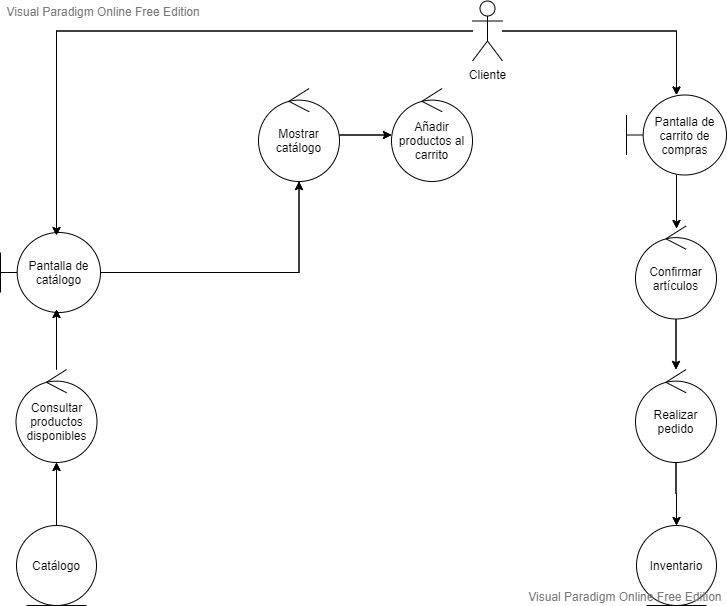 Visual Paradigm Online Free Edition
Cliente
Mostrar
catálogo
Añadir
productos al
carrito
Pantalla de
carrito de
compras
Pantalla de
catálogo
Confirmar
artículos
Consultar
productos
disponibles
Realizar
pedido
Catálogo
Inventario
Visual Paradigm Online Free Edition